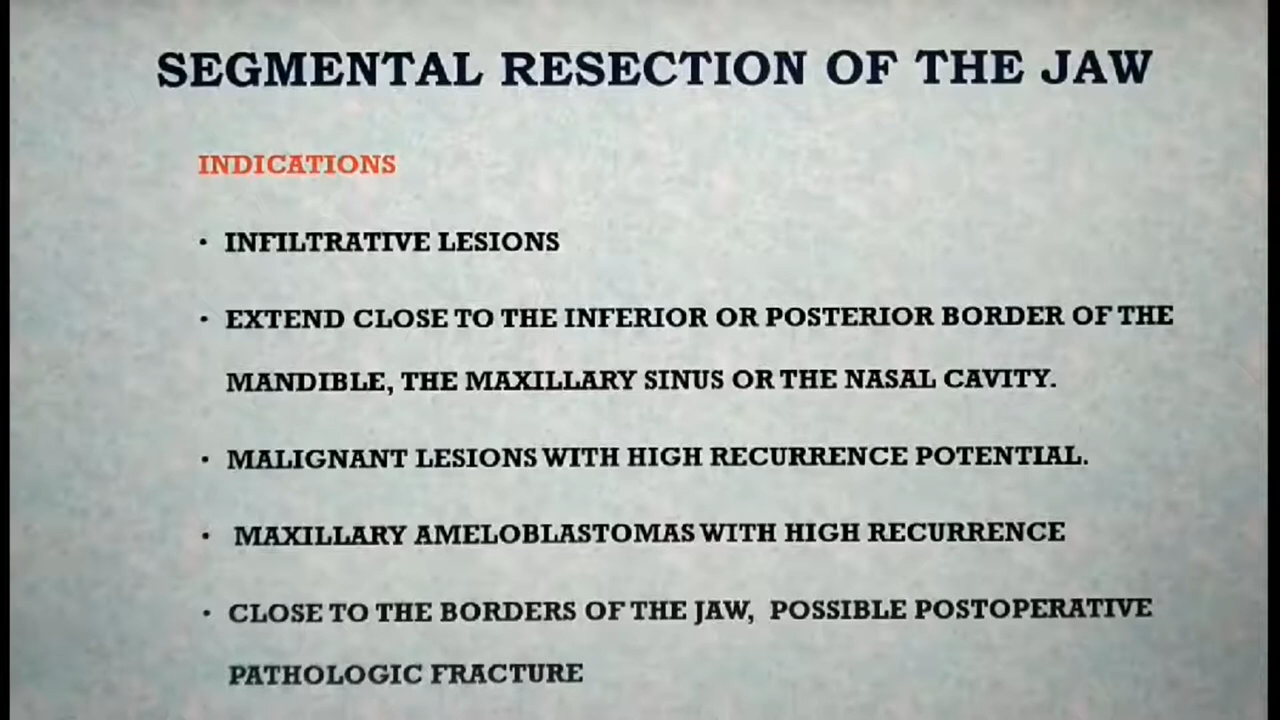 SEGMENTAL RESECTION OF THE JAW
INDICATIONS
• INFILTRATIVE LESIONS
• EXTEND CLOSE TO THE INFERIOR OR POSTERIOR BORDER OF THE
MANDIBLE, THE MAXILLARY SINUS OR THE NASAL CAVITY.
• MALIGNANT LESIONS WITH HIGH RECURRENCE POTENTIAL.
• MAXILLARY AMELOBLASTOMAS WITH HIGH RECURRENCE
• CLOSE TO THE BORDERS OF THE JAW, POSSIBLE POSTOPERATIVE
PATHOLOGIC FRACTURE